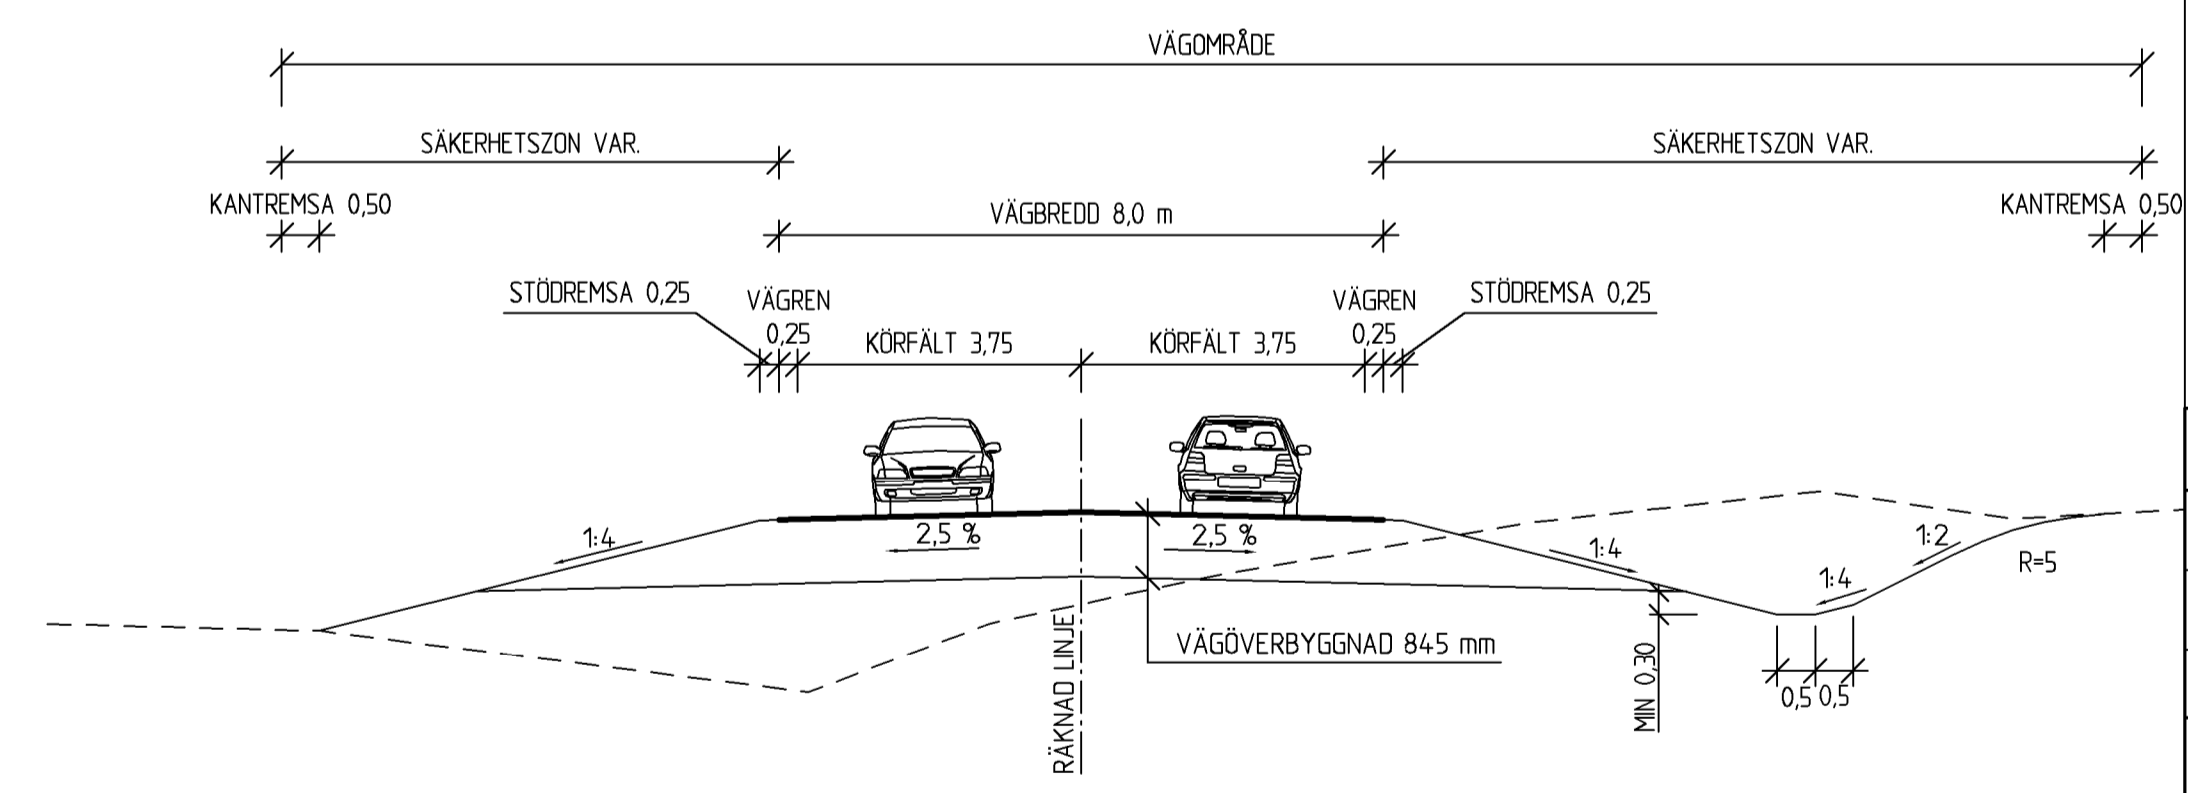 VÄGOMRÅDE
SÄKERHETSZON VAR.
SÄKERHETSZON VAR.
KANTREMSA 0,50
VÄGBREDD 8,0 m
KANTREMSA 0,50
STÖDREMSA 0,25
VÄGREN
0,25
KÖRFÄLT 3,75
KÖRFÄLT 3,75
VÄGREN
0,25
STÖDREMSA 0,25
1:4
2,5 %
2,5 %
1:4
1:4
1:2
R=5
RÄKNAD LINJE
VÄGÖVERBYGGNAD 845 mm
MIN 0,30
0,5
0,5